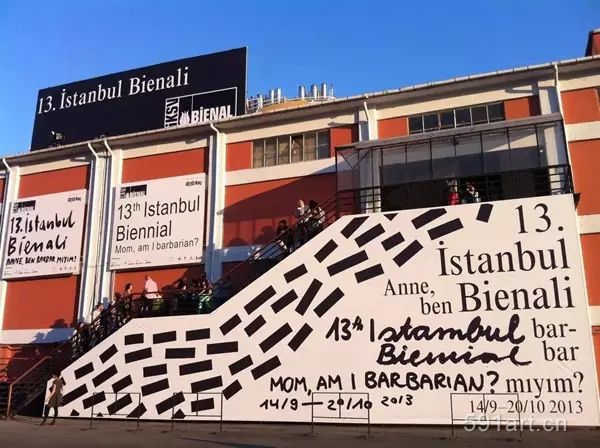 13. İstanbul Bienali
İKSV
BİENAL
13. İSTANBUL
BİENALİ
ANNE, BEN
BARBAR MIYIM?
13th Istanbul
Biennial
Mom, am I barbarian?
13.
İstanbul
Anne,
ben Bienali
bar-
bar
mıyım?
14/9–20/10 2013
13th Istanbul
Biennial
MOM, AM I BARBARIAN?
14/9 – 20/10 2013
591art.cn